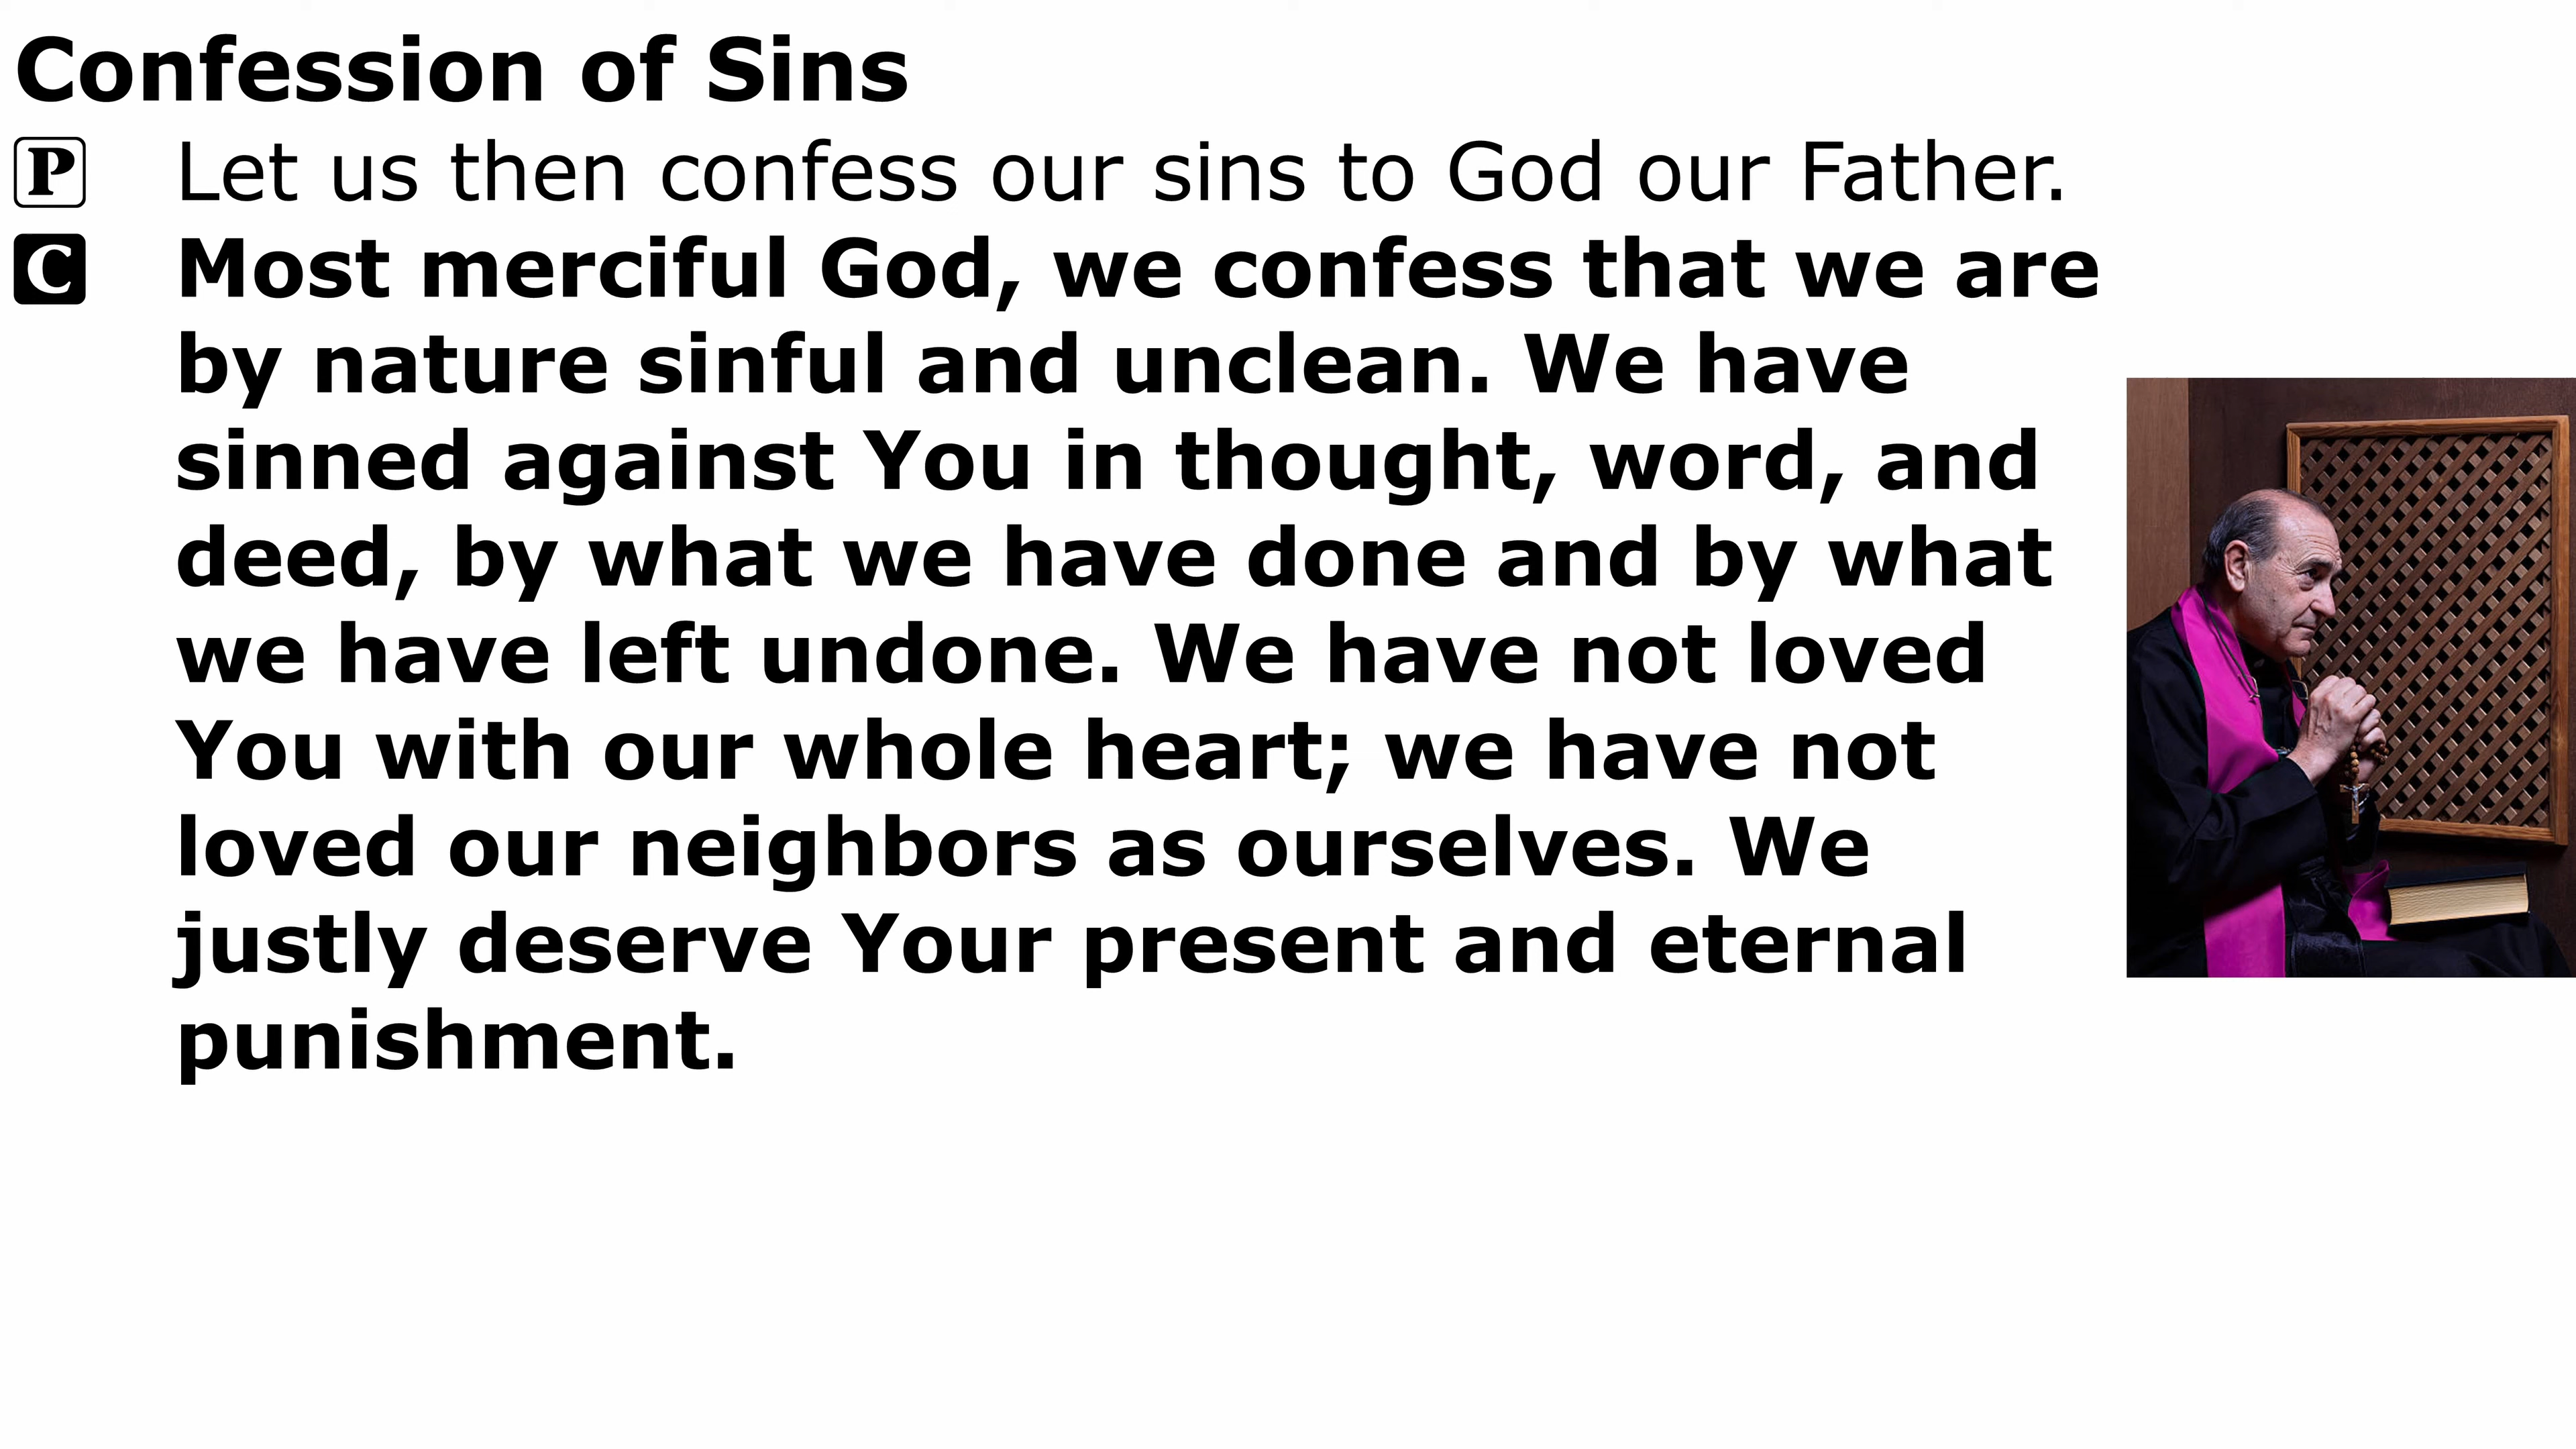 Confession of Sins
P Let us then confess our sins to God our Father.
C Most merciful God, we confess that we are
by nature sinful and unclean. We have
sinned against You in thought, word, and
deed, by what we have done and by what
we have left undone. We have not loved
You with our whole heart; we have not
loved our neighbors as ourselves. We
justly deserve Your present and eternal
punishment.